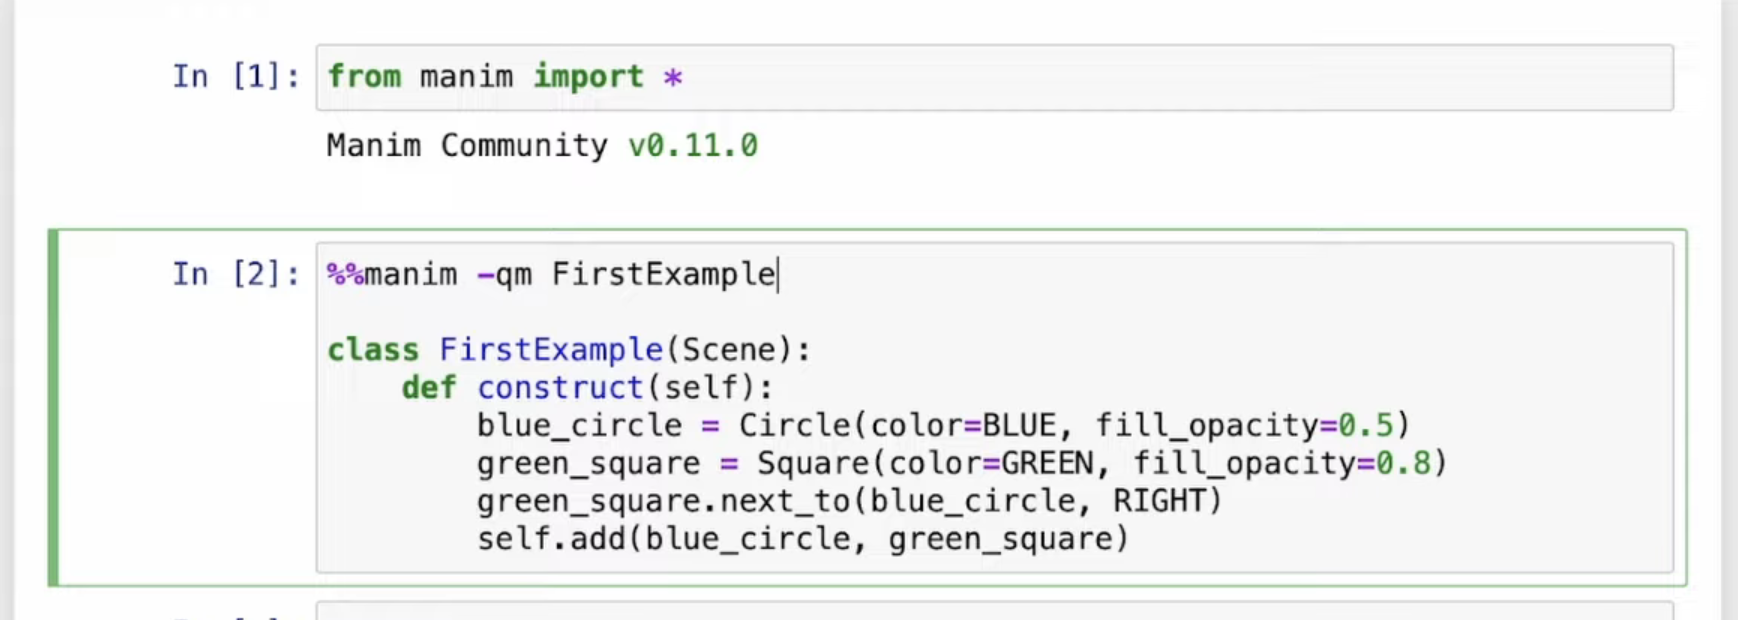 In [1]: from manim import *
Manim Community v0.11.0
In [2]: %%manim -qm FirstExample
class FirstExample(Scene):
    def construct(self):
        blue_circle = Circle(color=BLUE, fill_opacity=0.5)
        green_square = Square(color=GREEN, fill_opacity=0.8)
        green_square.next_to(blue_circle, RIGHT)
        self.add(blue_circle, green_square)